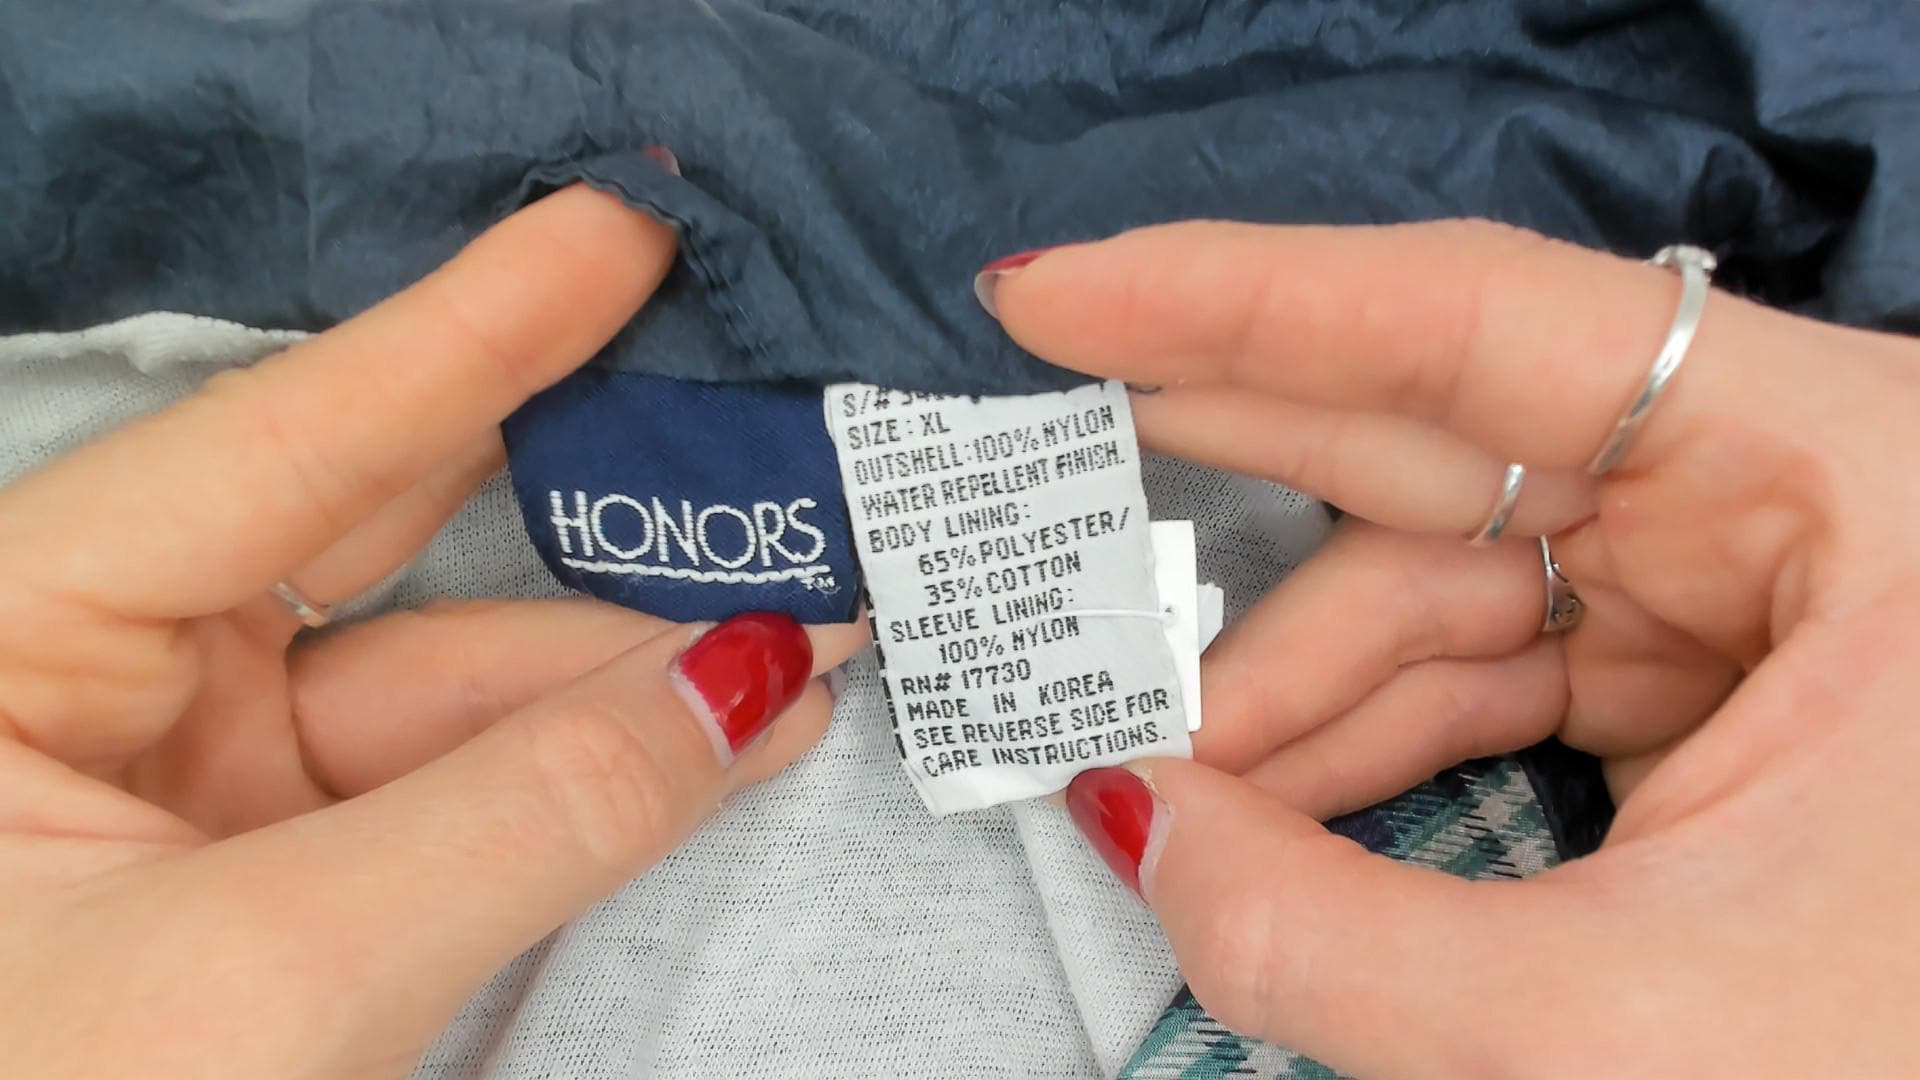 HONORS
TM
S/#
SIZE: XL
OUTSHELL:100% NYLON
WATER REPELLENT FINISH.
BODY LINING:
65% POLYESTER/
35% COTTON
SLEEVE LINING:
100% NYLON
RN# 17730
MADE IN KOREA
SEE REVERSE SIDE FOR
CARE INSTRUCTIONS.